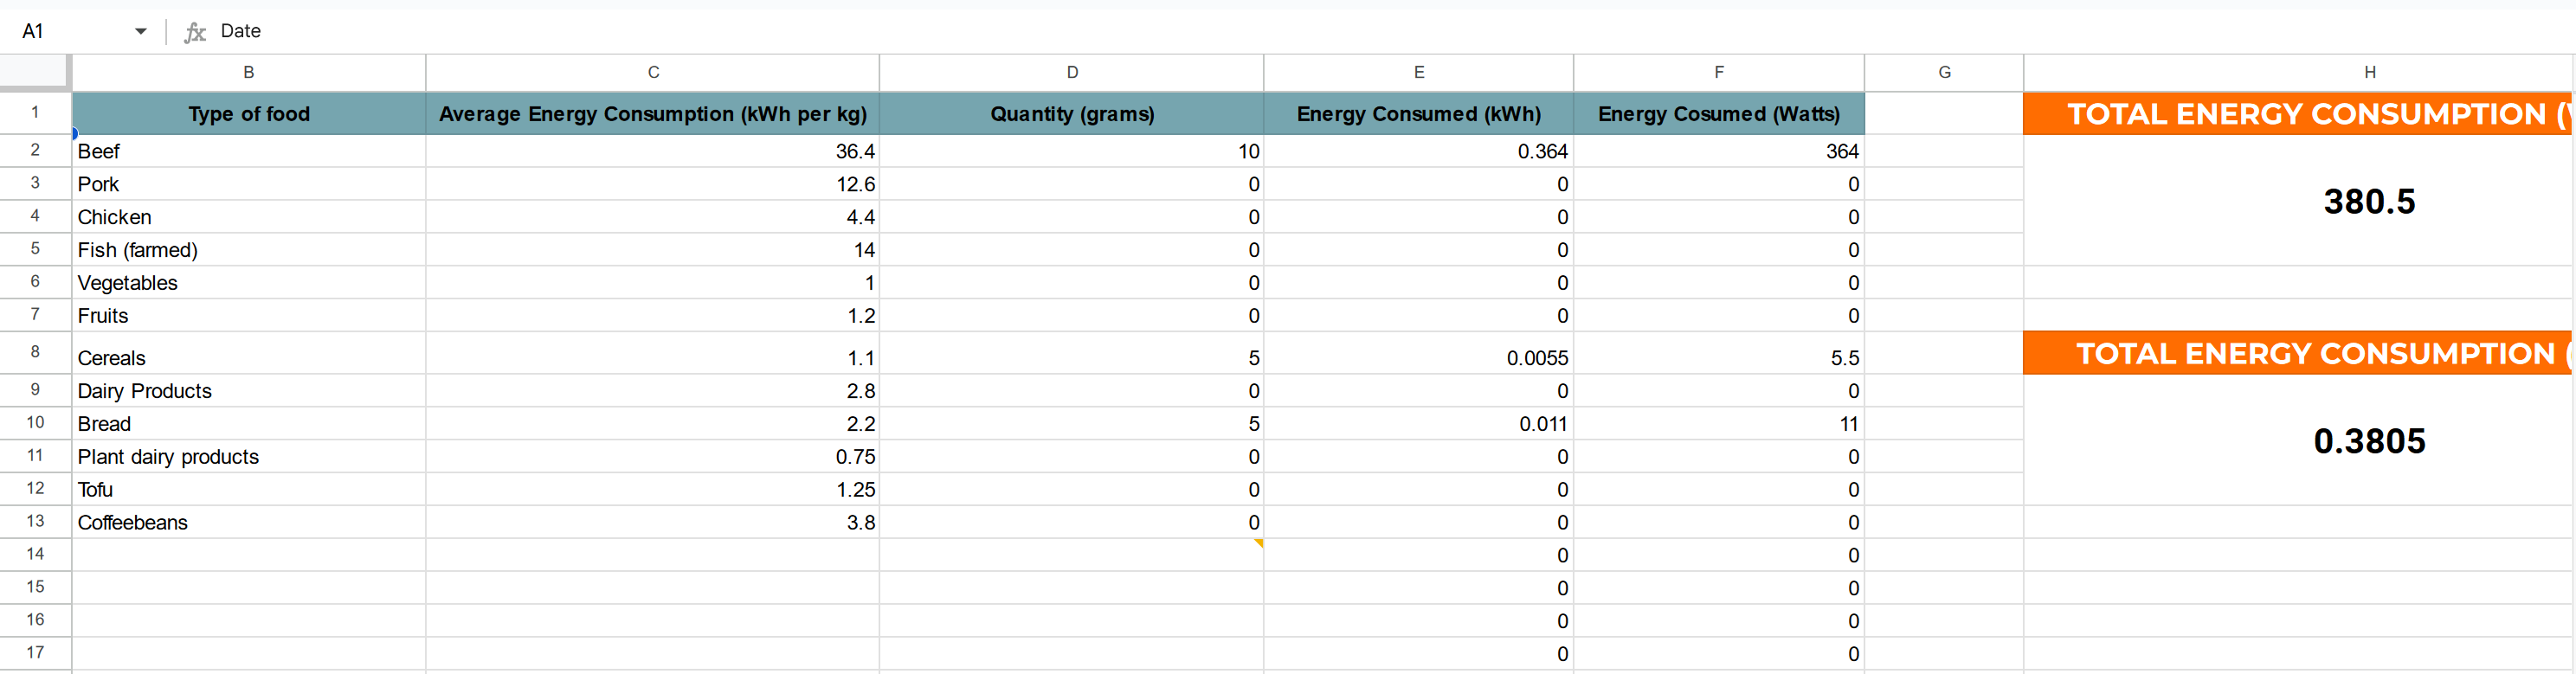 A1 fx Date
B C D E F G H
1 Type of food Average Energy Consumption (kWh per kg) Quantity (grams) Energy Consumed (kWh) Energy Cosumed (Watts) TOTAL ENERGY CONSUMPTION (
2 Beef 36.4 10 0.364 364
3 Pork 12.6 0 0 0 380.5
4 Chicken 4.4 0 0 0
5 Fish (farmed) 14 0 0 0
6 Vegetables 1 0 0 0
7 Fruits 1.2 0 0 0
8 Cereals 1.1 5 0.0055 5.5 TOTAL ENERGY CONSUMPTION (
9 Dairy Products 2.8 0 0 0
10 Bread 2.2 5 0.011 11 0.3805
11 Plant dairy products 0.75 0 0 0
12 Tofu 1.25 0 0 0
13 Coffeebeans 3.8 0 0 0
14 0 0
15 0 0
16 0 0
17 0 0